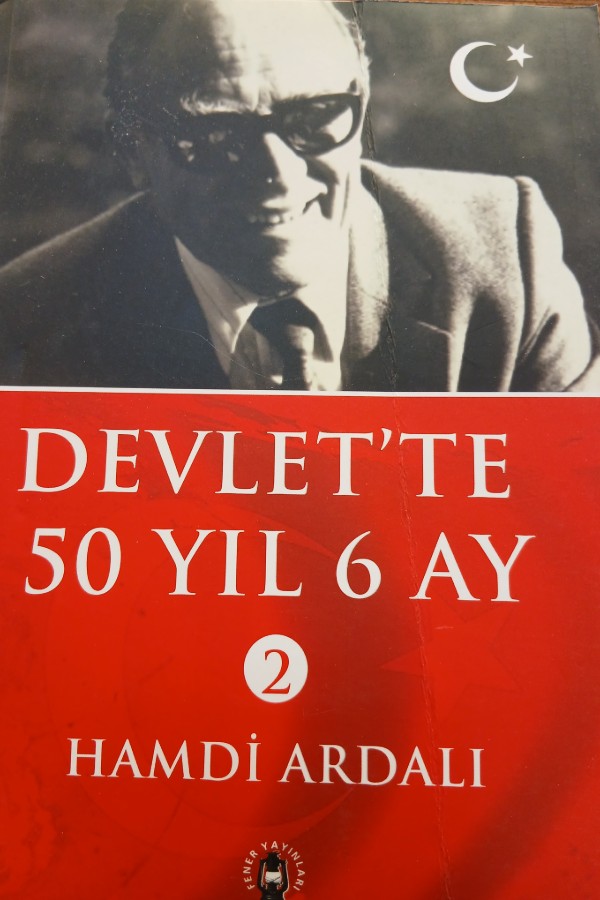 DEVLET'TE
50 YIL 6 AY
2
HAMDİ ARDALI
FENER YAYINLARI